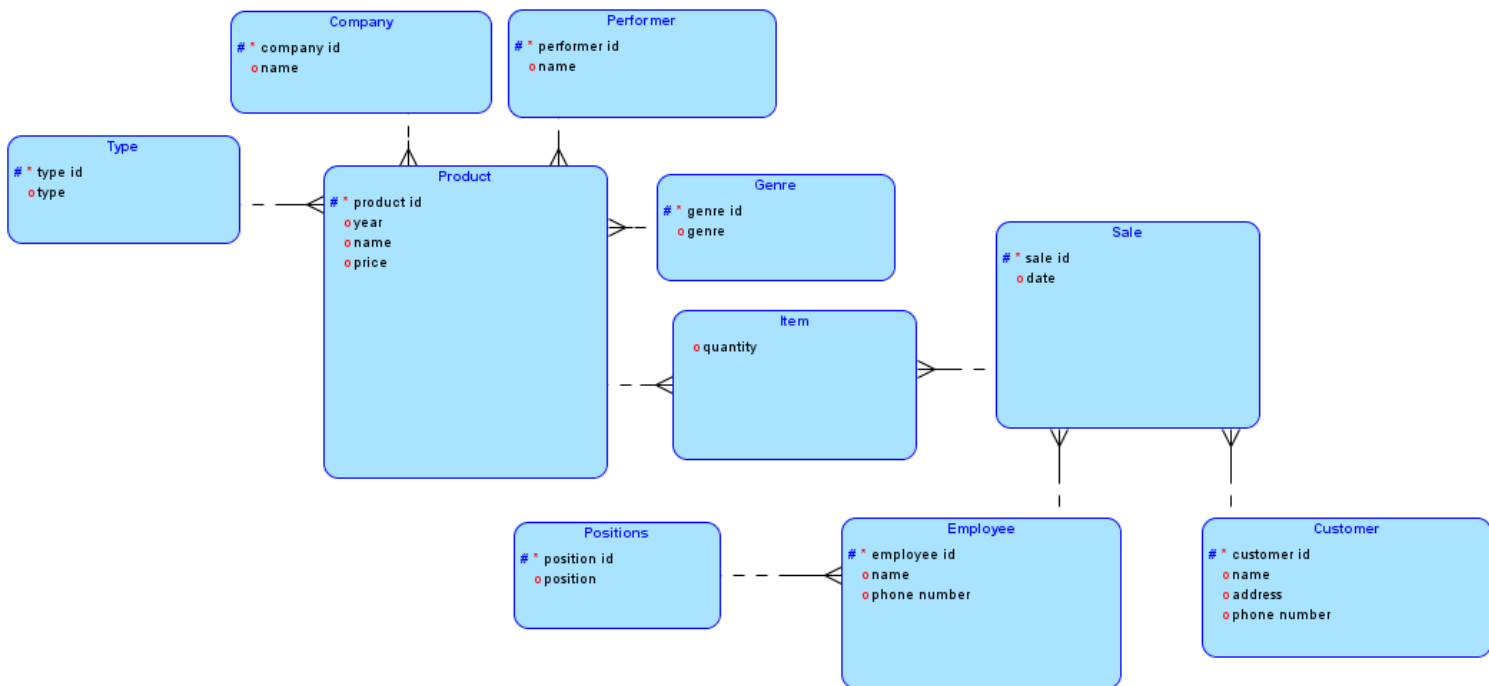 Company
# * company id
o name
Performer
# * performer id
o name
Type
# * type id
o type
Product
# * product id
o year
o name
o price
Genre
# * genre id
o genre
Sale
# * sale id
o date
Item
o quantity
Positions
# * position id
o position
Employee
# * employee id
o name
o phone number
Customer
# * customer id
o name
o address
o phone number